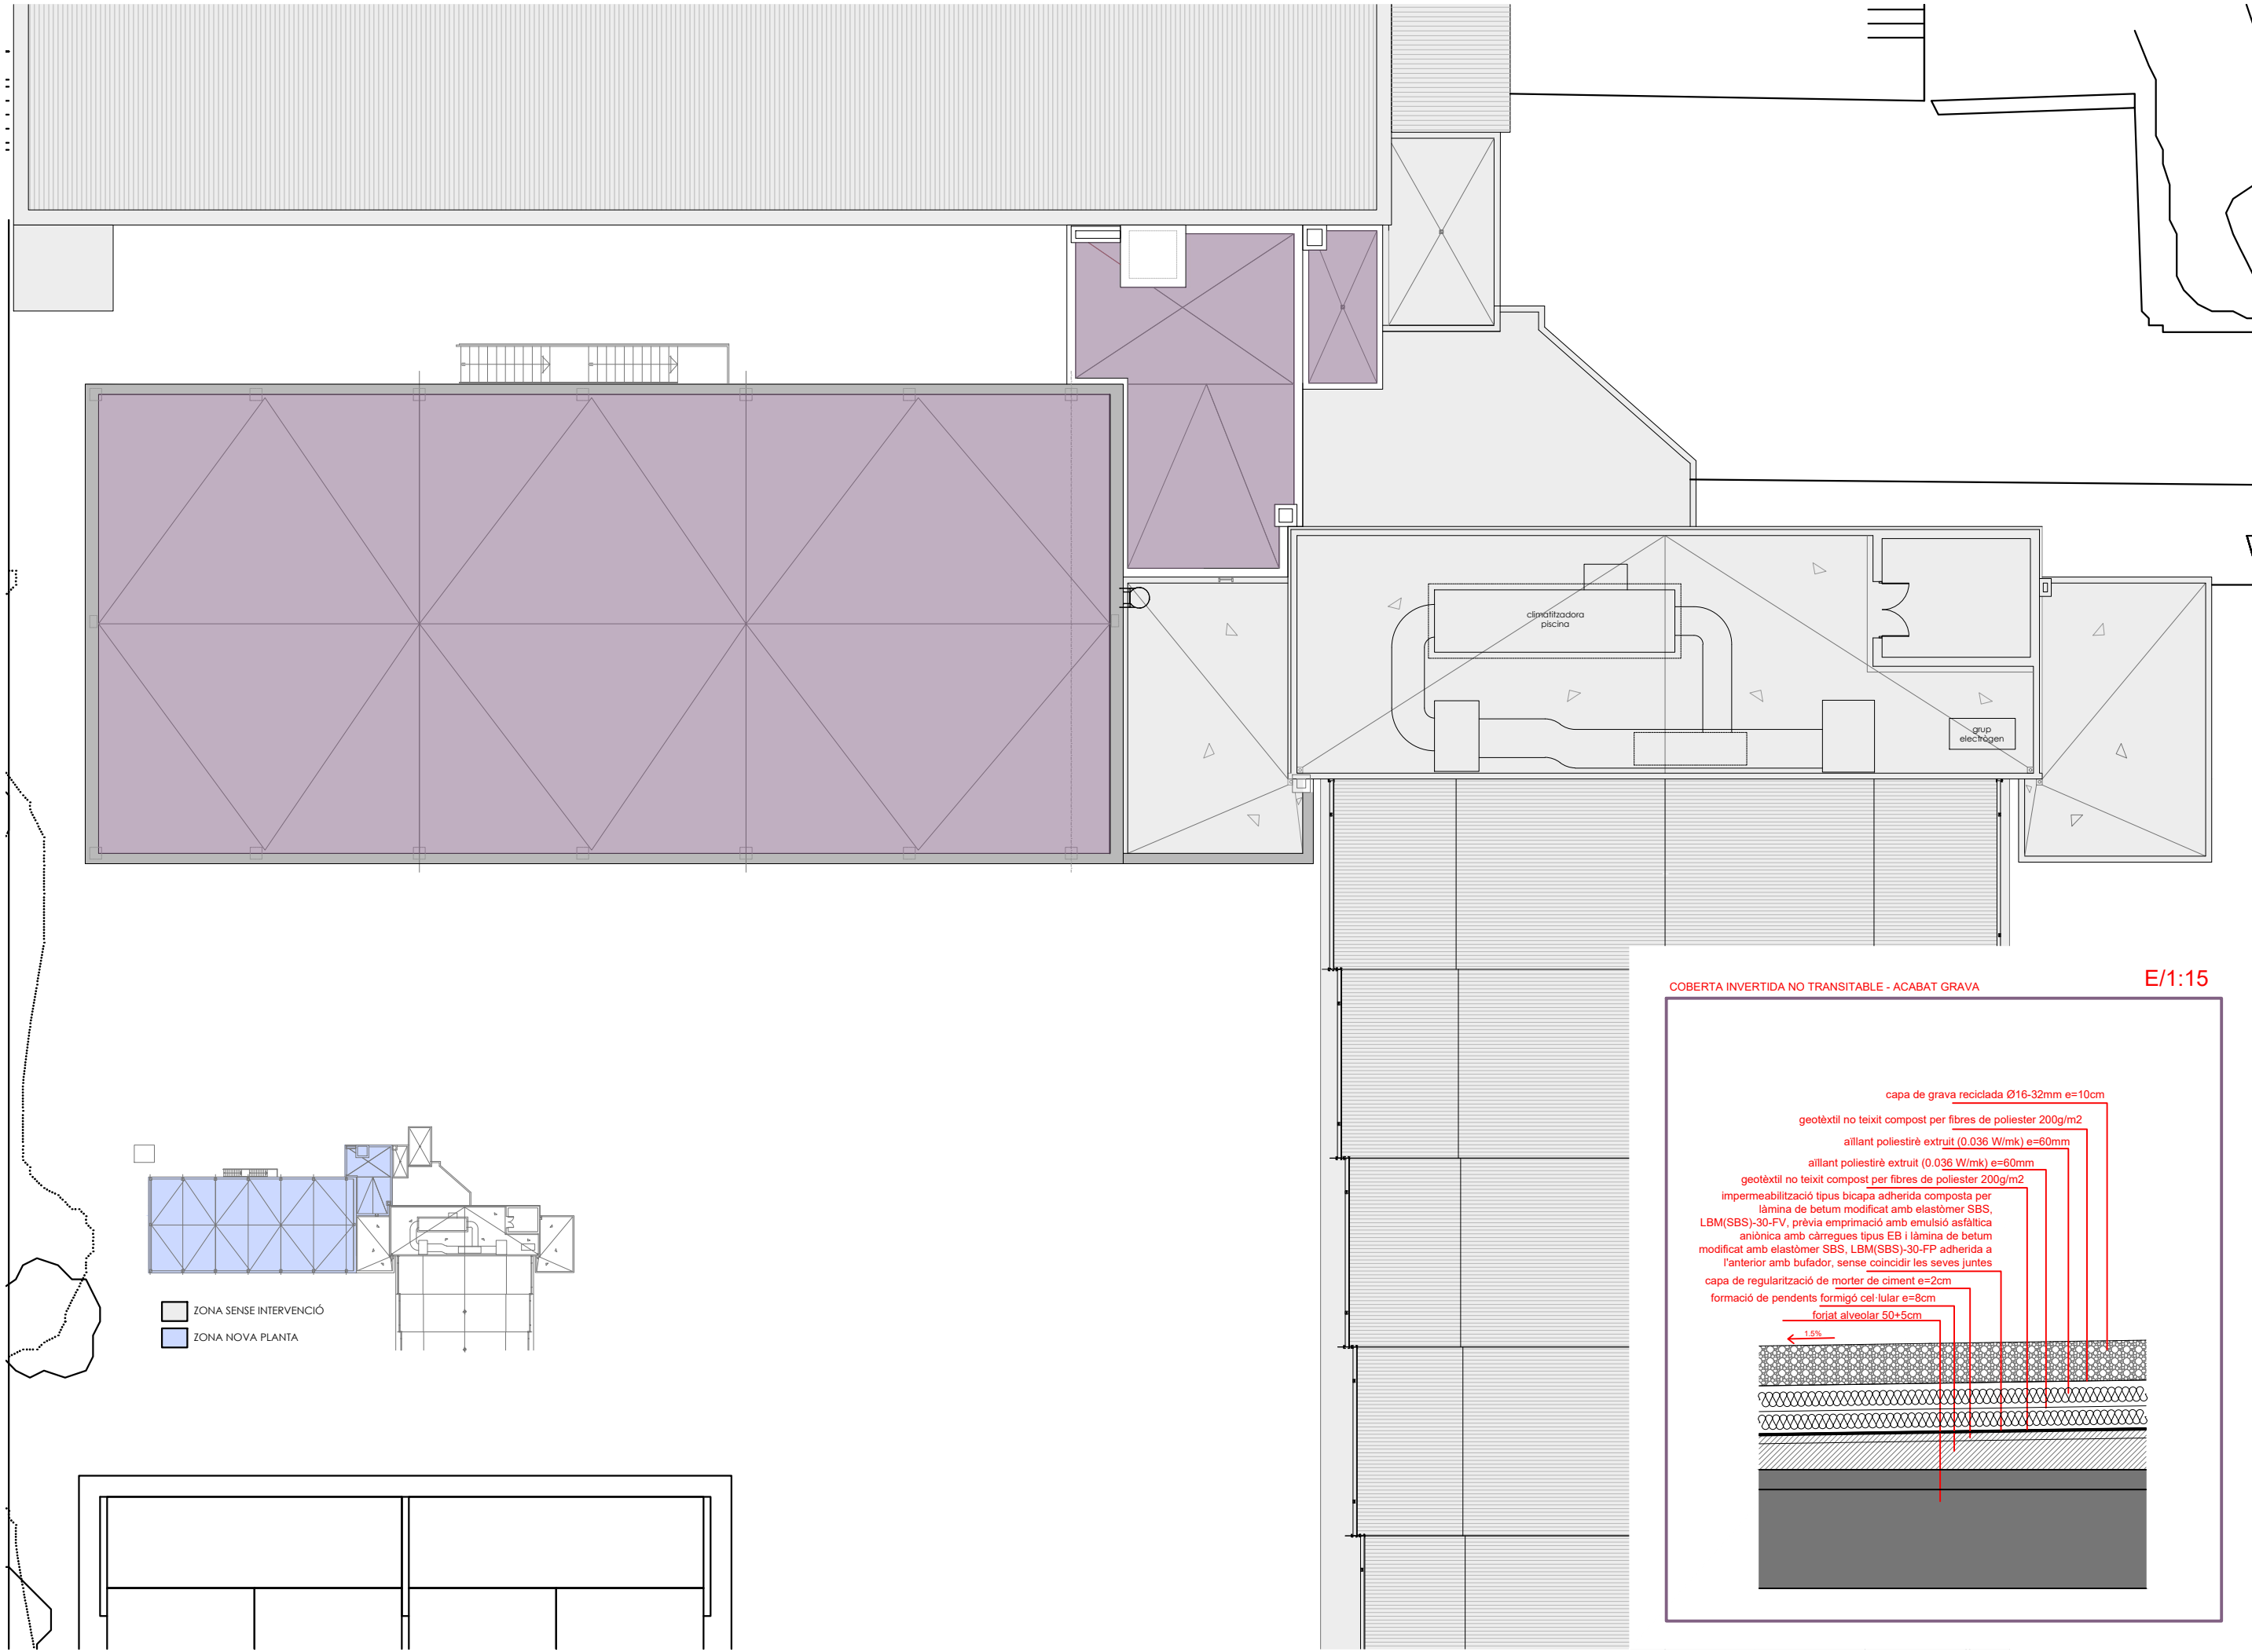 climatitzadora
piscina
grup
electrògen
COBERTA INVERTIDA NO TRANSITABLE - ACABAT GRAVA
E/1:15
capa de grava reciclada Ø16-32mm e=10cm
geotèxtil no teixit compost per fibres de poliester 200g/m2
aïllant poliestirè extruit (0.036 W/mk) e=60mm
aïllant poliestirè extruit (0.036 W/mk) e=60mm
geotèxtil no teixit compost per fibres de poliester 200g/m2
impermeabilització tipus bicapa adherida composta per
làmina de betum modificat amb elastòmer SBS,
LBM(SBS)-30-FV, prèvia emprimació amb emulsió asfàltica
aniònica amb càrregues tipus EB i làmina de betum
modificat amb elastòmer SBS, LBM(SBS)-30-FP adherida a
l'anterior amb bufador, sense coincidir les seves juntes
capa de regularització de morter de ciment e=2cm
formació de pendents formigó cel·lular e=8cm
forjat alveolar 50+5cm
1.5%
ZONA SENSE INTERVENCIÓ
ZONA NOVA PLANTA